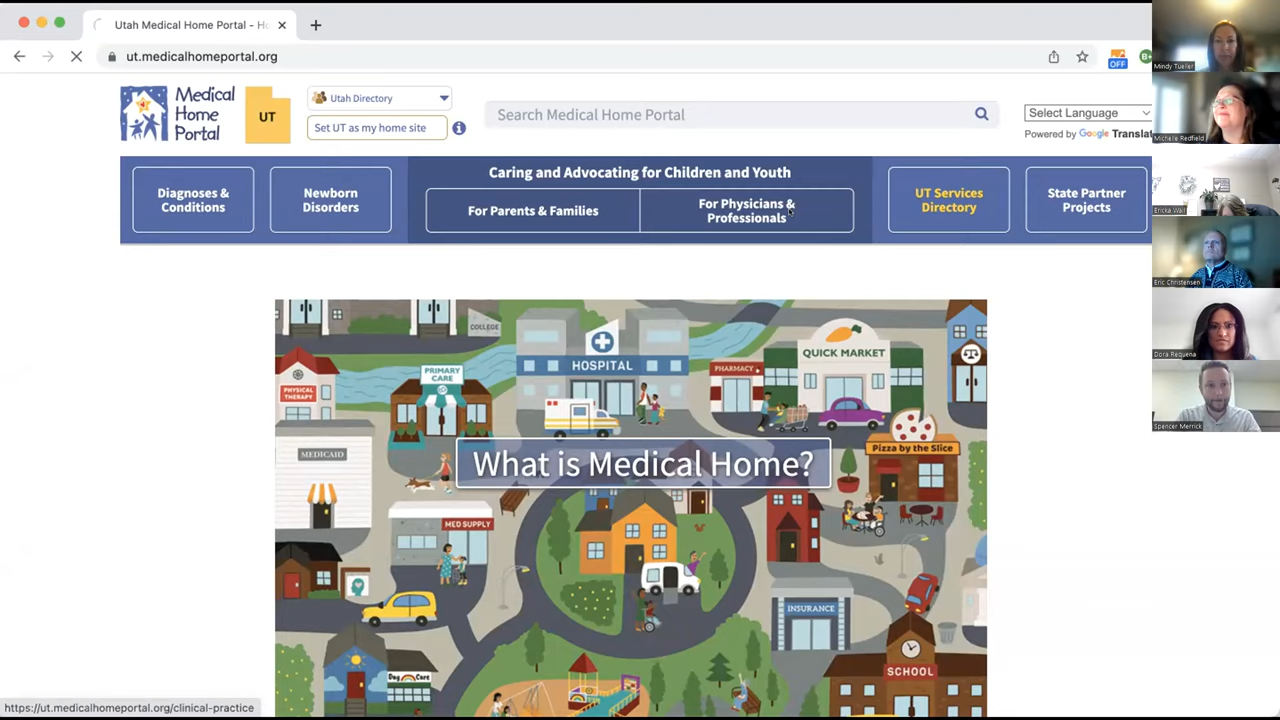 Utah Medical Home Portal - Ho
ut.medicalhomeportal.org
OFF
Medical
Home
Portal
UT
Utah Directory
Set UT as my home site
Search Medical Home Portal
Select Language
Powered by Google Translat
Diagnoses &
Conditions
Newborn
Disorders
Caring and Advocating for Children and Youth
For Parents & Families
For Physicians &
Professionals
UT Services
Directory
State Partner
Projects
COLLEGE
HOSPITAL
PRIMARY
CARE
PHYSICAL
THERAPY
PHARMACY
QUICK MARKET
Pizza by the Slice
MEDICAID
What is Medical Home?
MED SUPPLY
INSURANCE
SCHOOL
Day Care
https://ut.medicalhomeportal.org/clinical-practice
Mindy Tueller
Michelle Redfield
Ericka Wall
Eric Christensen
Dora Requena
Spencer Merrick